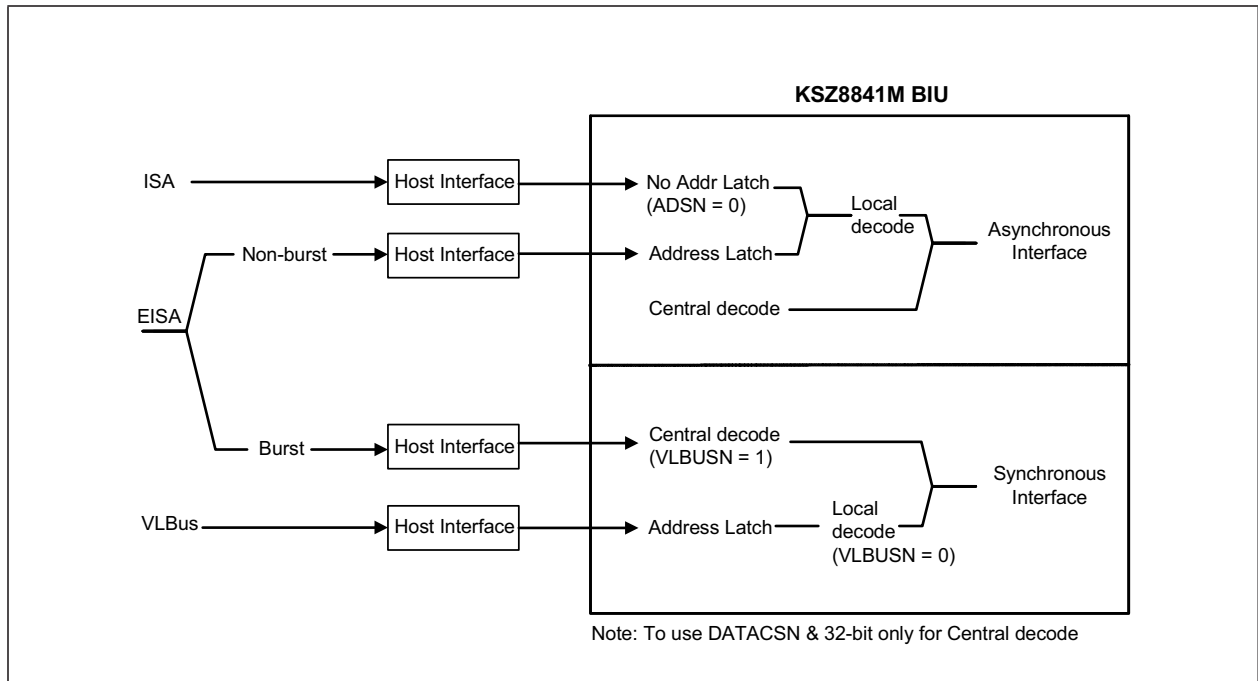 KSZ8841M BIU
ISA
Host Interface
No Addr Latch
(ADSN = 0)
Local
decode
Asynchronous
Interface
EISA
Non-burst
Host Interface
Address Latch
Central decode
Burst
Host Interface
Central decode
(VLBUSN = 1)
Synchronous
Interface
VLBus
Host Interface
Address Latch
Local
decode
(VLBUSN = 0)
Note: To use DATACSN & 32-bit only for Central decode